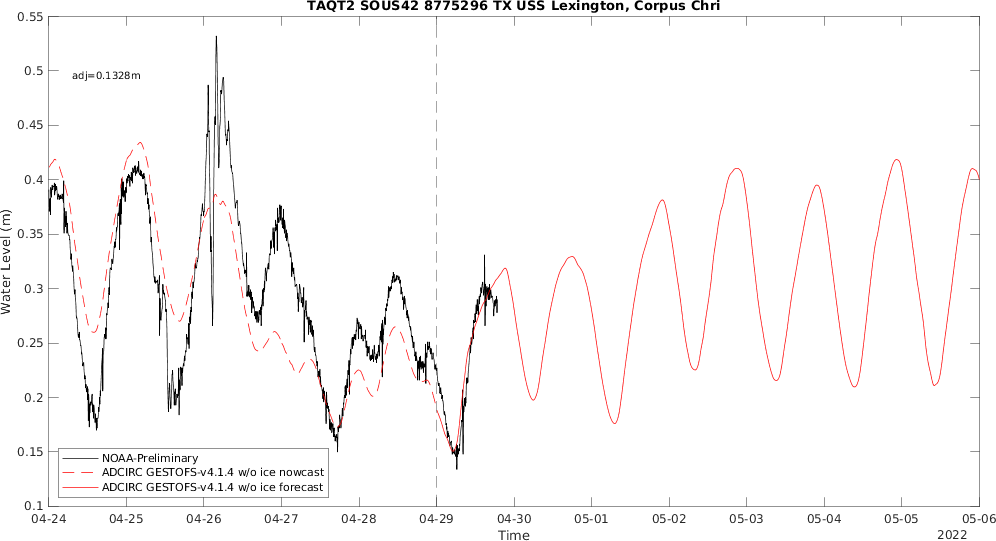 TAQT2 SOUS42 8775296 TX USS Lexington, Corpus Chri
0.55
0.5
0.45
0.4
0.35
0.3
0.25
0.2
0.15
0.1
Water Level (m)
adj=0.1328m
NOAA-Preliminary
ADCIRC GESTOFS-v4.1.4 w/o ice nowcast
ADCIRC GESTOFS-v4.1.4 w/o ice forecast
04-24 04-25 04-26 04-27 04-28 04-29 04-30 05-01 05-02 05-03 05-04 05-05 05-06
Time
2022